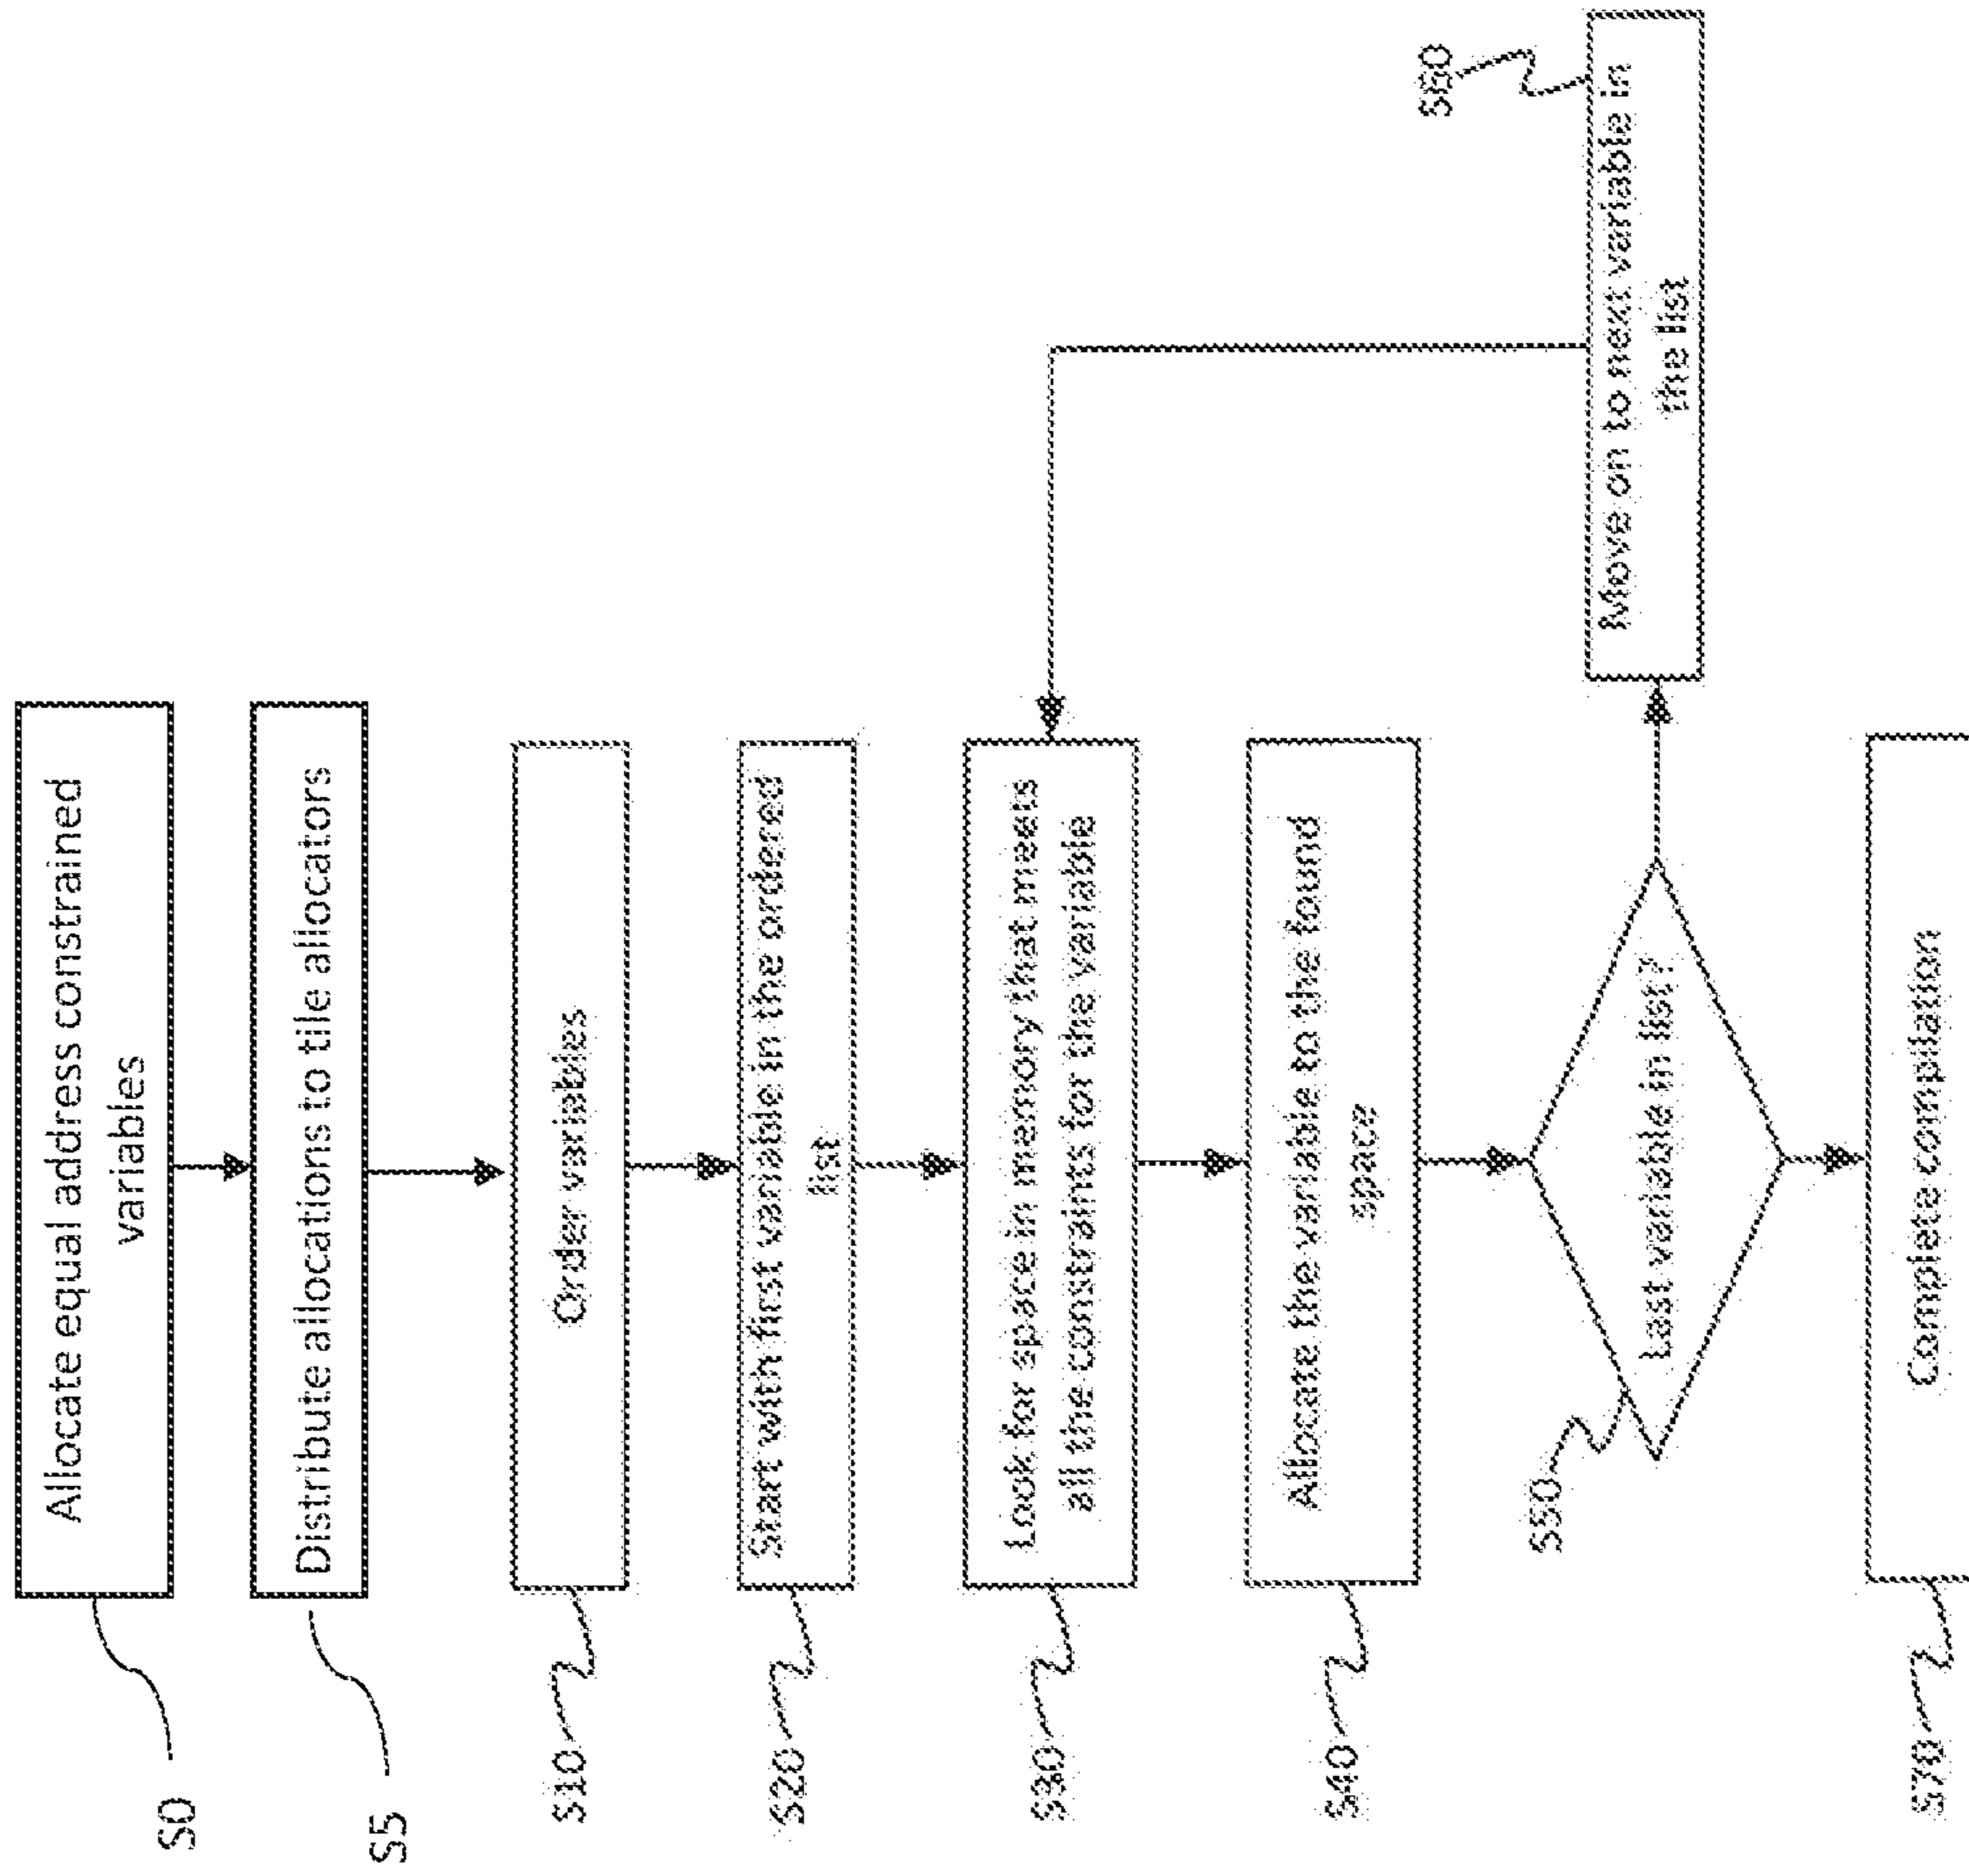 Allocate equal address constrained
variables
S0
Distribute allocations to tile allocators
S5
Order variables
S10
Start with first variable in the ordered
list
S20
Look for space in memory that meets
all the constraints for the variable
S30
Allocate the variable to the found
space
S40
Last variable in list?
S50
Move on to next variable in
the list
S60
Complete compilation
S70